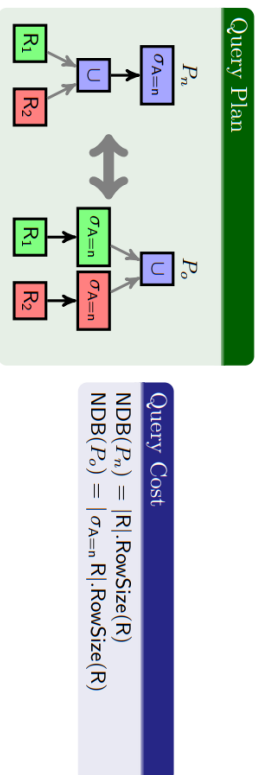 Query Plan
Pn
Po
σA=n
∪
∪
σA=n
σA=n
R1
R2
R1
R2
Query Cost
NDB(Pn) = |R|.RowSize(R)
NDB(Po) = |σA=n R|.RowSize(R)